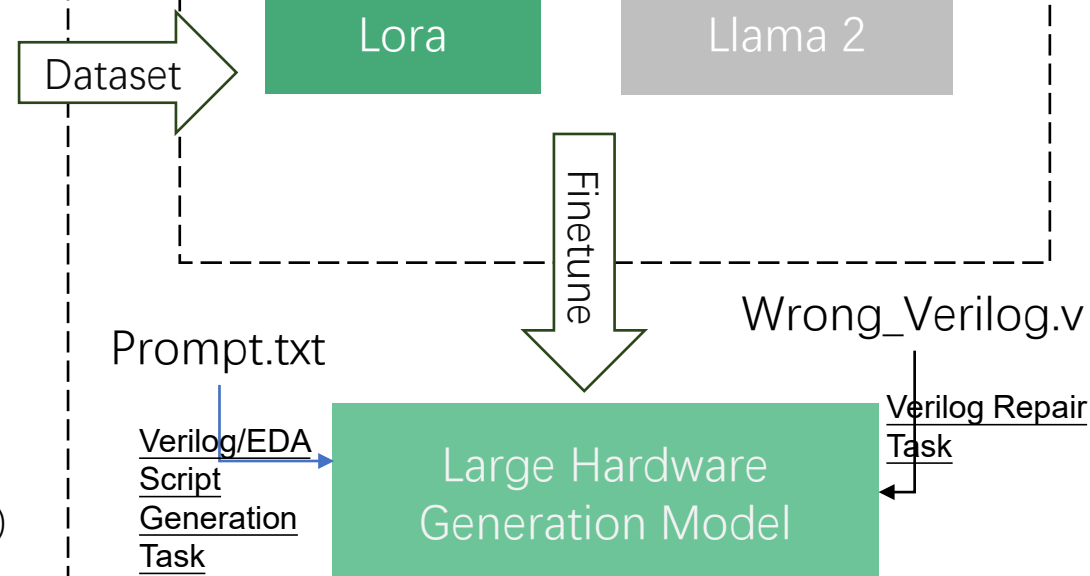 Lora
Llama 2
Dataset
Finetune
Wrong_Verilog.v
Prompt.txt
Verilog Repair
Task
Verilog/EDA
Script
Generation
Task
Large Hardware
Generation Model
)